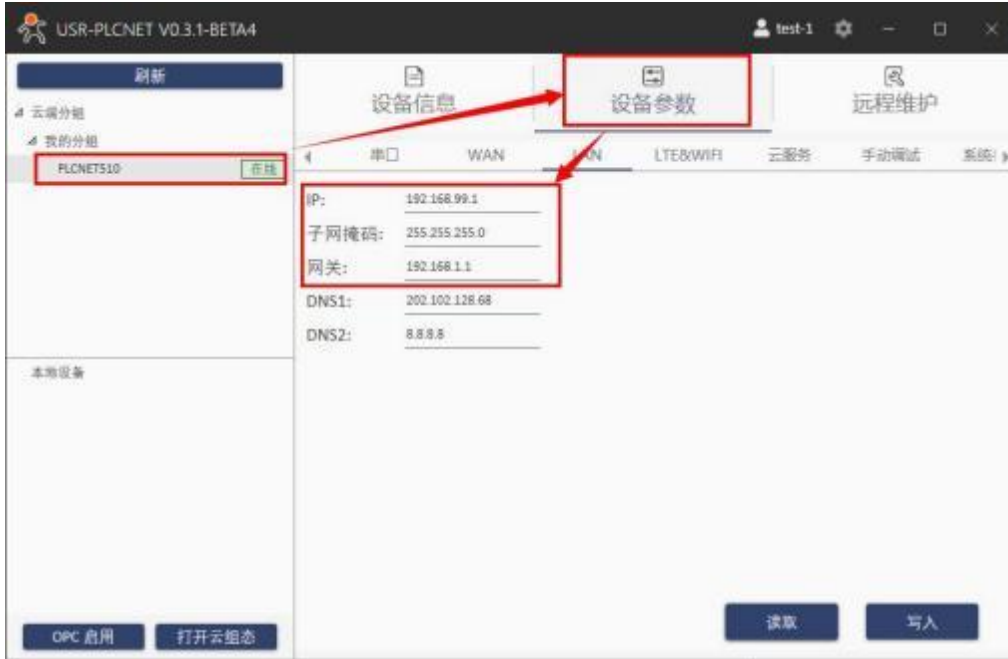 USR-PLCNET V0.3.1-BETA4 test-1
刷新
设备信息 设备参数 远程维护
云端分组
我的分组
PLCNET510 在线
串口 WAN LAN LTE&WIFI 云服务 手动调试
IP: 192.168.99.1
子网掩码: 255.255.255.0
网关: 192.168.1.1
DNS1: 202.102.128.68
DNS2: 8.8.8.8
本地设备
读取 写入
OPC 启用 打开云组态